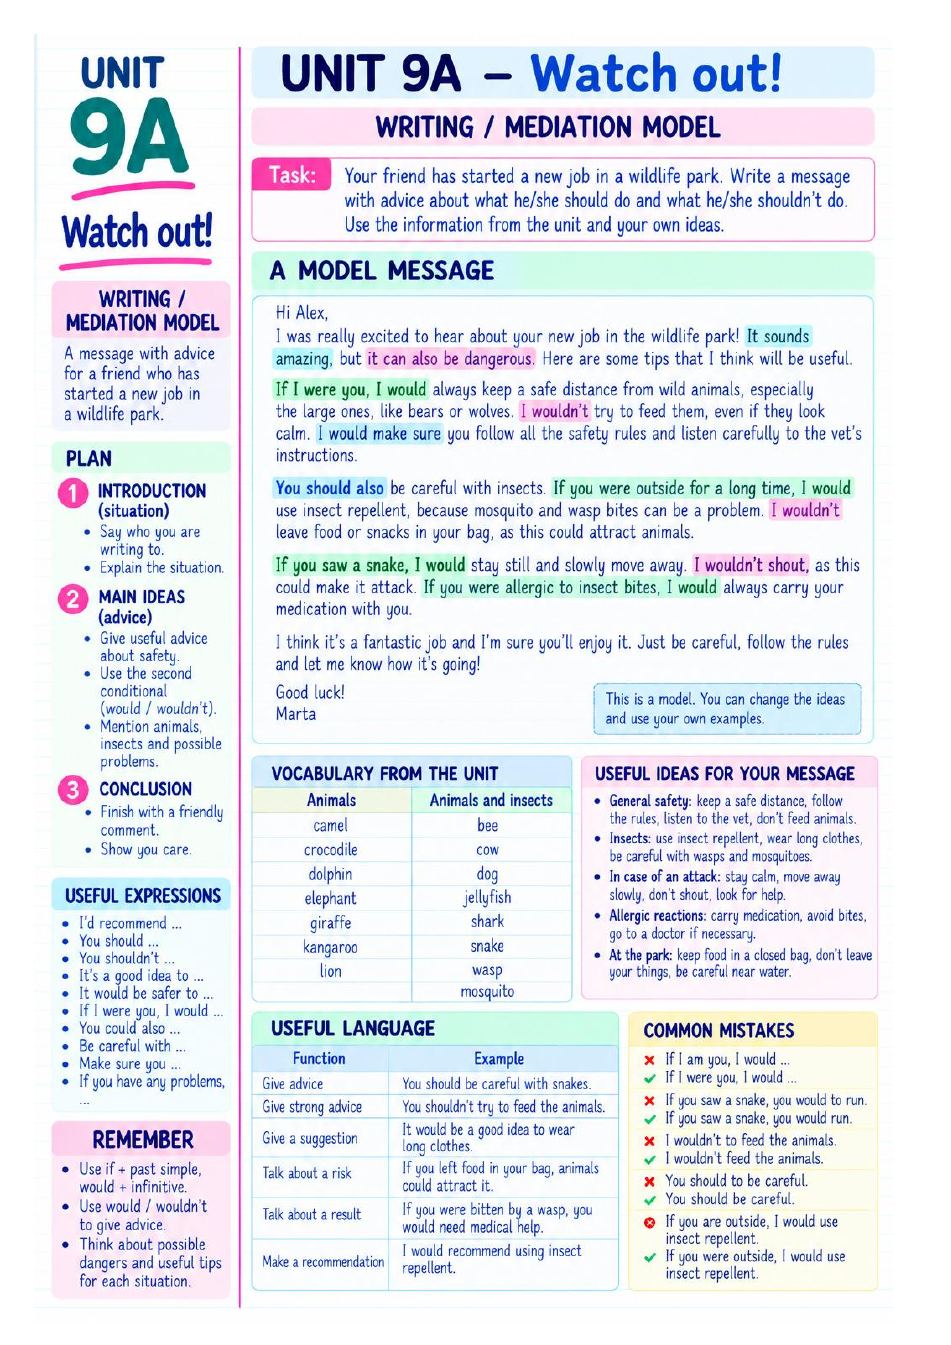 UNIT
9A
Watch out!
WRITING /
MEDIATION MODEL
A message with advice
for a friend who has
started a new job in
a wildlife park.
PLAN
1 INTRODUCTION
(situation)
• Say who you are
writing to.
• Explain the situation.
2 MAIN IDEAS
(advice)
• Give useful advice
about safety.
• Use the second
conditional
(would / wouldn't).
• Mention animals,
insects and possible
problems.
3 CONCLUSION
• Finish with a friendly
comment.
• Show you care.
USEFUL EXPRESSIONS
• I'd recommend ...
• You should ...
• You shouldn't ...
• It's a good idea to ...
• It would be safer to ...
• If I were you, I would ...
• You could also ...
• Be careful with ...
• Make sure you ...
• If you have any problems,
...
REMEMBER
• Use if + past simple,
would + infinitive.
• Use would / wouldn't
to give advice.
• Think about possible
dangers and useful tips
for each situation.
UNIT 9A – Watch out!
WRITING / MEDIATION MODEL
Task: Your friend has started a new job in a wildlife park. Write a message
with advice about what he/she should do and what he/she shouldn't do.
Use the information from the unit and your own ideas.
A MODEL MESSAGE
Hi Alex,
I was really excited to hear about your new job in the wildlife park! It sounds
amazing, but it can also be dangerous. Here are some tips that I think will be useful.
If I were you, I would always keep a safe distance from wild animals, especially
the large ones, like bears or wolves. I wouldn't try to feed them, even if they look
calm. I would make sure you follow all the safety rules and listen carefully to the vet's
instructions.
You should also be careful with insects. If you were outside for a long time, I would
use insect repellent, because mosquito and wasp bites can be a problem. I wouldn't
leave food or snacks in your bag, as this could attract animals.
If you saw a snake, I would stay still and slowly move away. I wouldn't shout, as this
could make it attack. If you were allergic to insect bites, I would always carry your
medication with you.
I think it's a fantastic job and I'm sure you'll enjoy it. Just be careful, follow the rules
and let me know how it's going!
Good luck!
Marta
This is a model. You can change the ideas
and use your own examples.
VOCABULARY FROM THE UNIT
Animals Animals and insects
camel bee
crocodile cow
dolphin dog
elephant jellyfish
giraffe shark
kangaroo snake
lion wasp
mosquito
USEFUL IDEAS FOR YOUR MESSAGE
• General safety: keep a safe distance, follow
the rules, listen to the vet, don't feed animals.
• Insects: use insect repellent, wear long clothes,
be careful with wasps and mosquitoes.
• In case of an attack: stay calm, move away
slowly, don't shout, look for help.
• Allergic reactions: carry medication, avoid bites,
go to a doctor if necessary.
• At the park: keep food in a closed bag, don't leave
your things, be careful near water.
USEFUL LANGUAGE
Function Example
Give advice You should be careful with snakes.
Give strong advice You shouldn't try to feed the animals.
Give a suggestion It would be a good idea to wear
long clothes.
Talk about a risk If you left food in your bag, animals
could attract it.
Talk about a result If you were bitten by a wasp, you
would need medical help.
Make a recommendation I would recommend using insect
repellent.
COMMON MISTAKES
✗ If I am you, I would ...
✓ If I were you, I would ...
✗ If you saw a snake, you would to run.
✓ If you saw a snake, you would run.
✗ I wouldn't to feed the animals.
✓ I wouldn't feed the animals.
✗ You should to be careful.
✓ You should be careful.
✗ If you are outside, I would use
insect repellent.
✓ If you were outside, I would use
insect repellent.